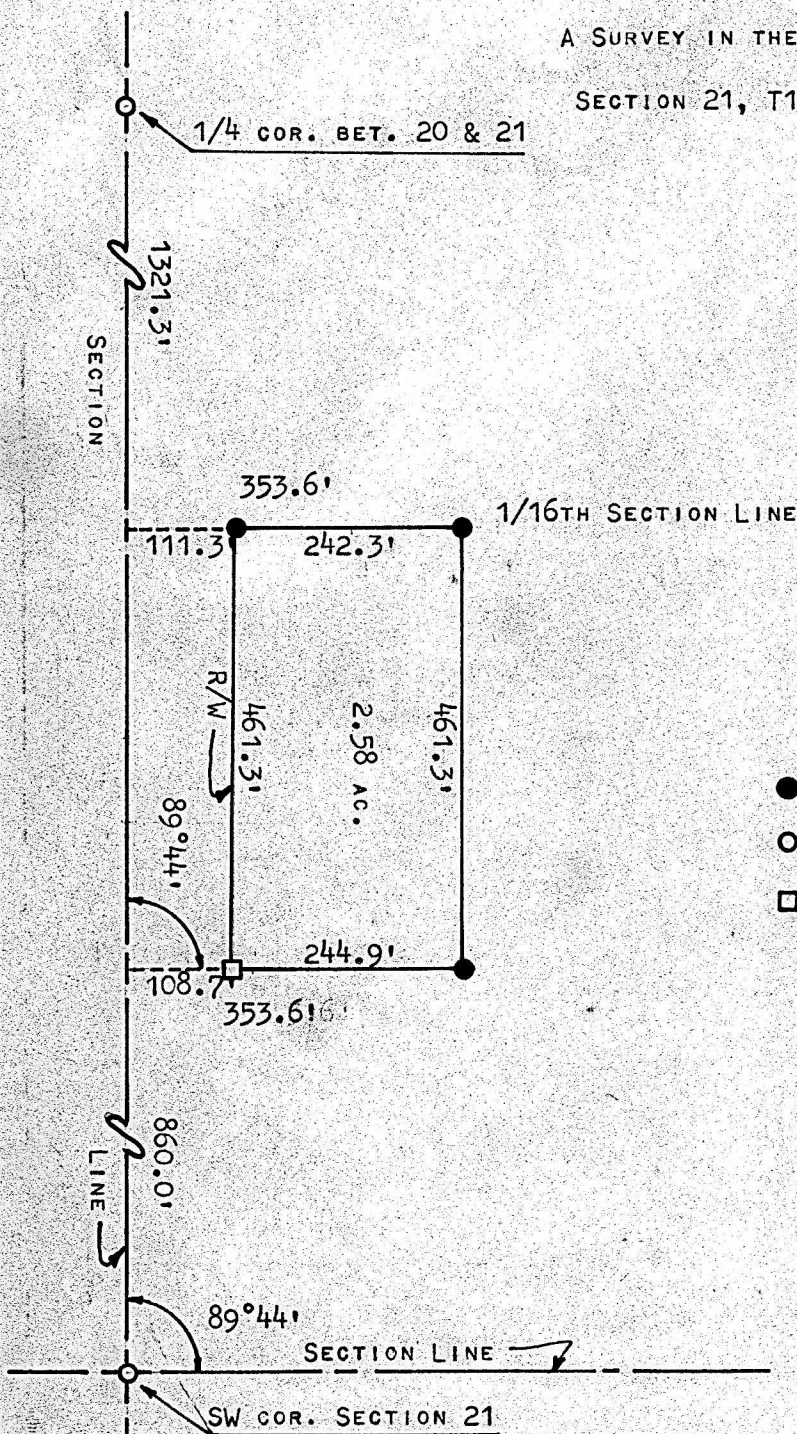 A SURVEY IN THE
SECTION 21, T1
1/4 COR. BET. 20 & 21
1321.3'
SECTION
353.6'
1/16TH SECTION LINE
111.3'
242.3'
R/W
461.3'
2.58 AC.
461.3'
89°44'
244.9'
108.7
353.6'
860.0'
LINE
89°44'
SECTION LINE
SW COR. SECTION 21